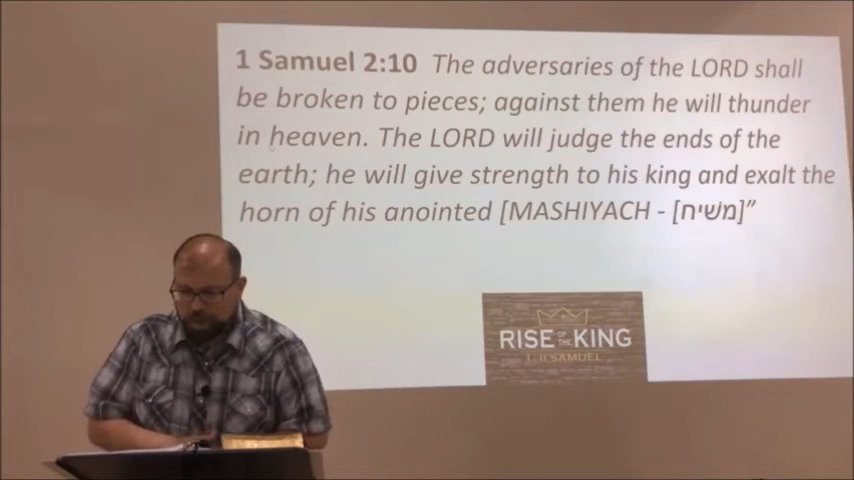 1 Samuel 2:10 The adversaries of the LORD shall
be broken to pieces; against them he will thunder
in heaven. The LORD will judge the ends of the
earth; he will give strength to his king and exalt the
horn of his anointed [MASHIYACH - [משׁיח”
RISE OF THE KING
I, II SAMUEL